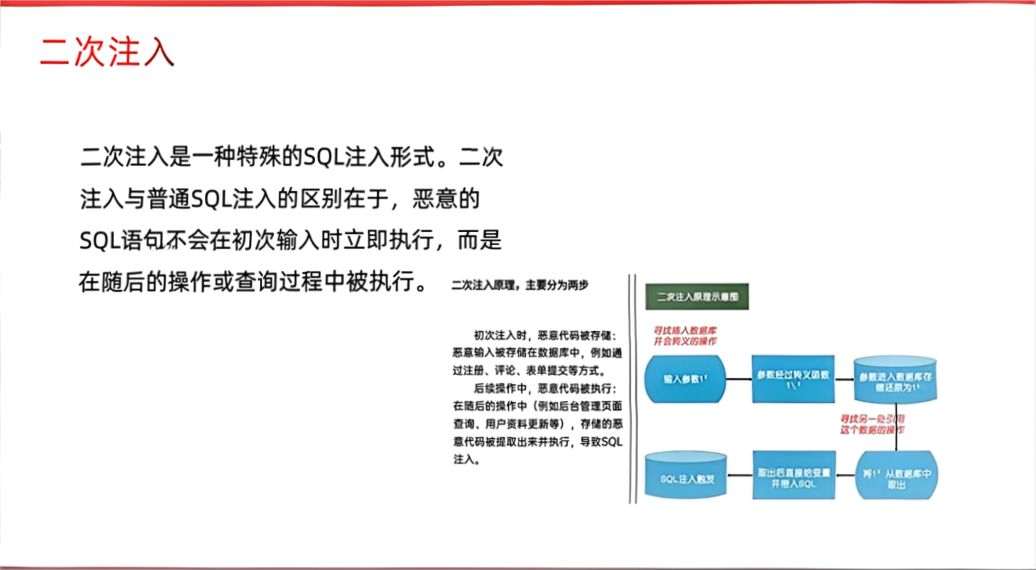 二次注入
二次注入是一种特殊的SQL注入形式。二次
注入与普通SQL注入的区别在于，恶意的
SQL语句不会在初次输入时立即执行，而是
在随后的操作或查询过程中被执行。
二次注入原理，主要分为两步
初次注入时，恶意代码被存储：
恶意输入被存储在数据库中，例如通
过注册、评论、表单提交等方式。
后续操作中，恶意代码被执行：
在随后的操作中（例如后台管理页面
查询、用户资料更新等），存储的恶
意代码被提取出来并执行，导致SQL
注入。
二次注入原理示意图
寻找插入数据库
并会转义的操作
输入参数1'
参数经过转义函数
1\'
参数进入数据库存
储还原为1'
寻找另一处引用
这个数据的操作
将1'从数据库中
取出
取出后直接给变量
并带入SQL
SQL注入触发